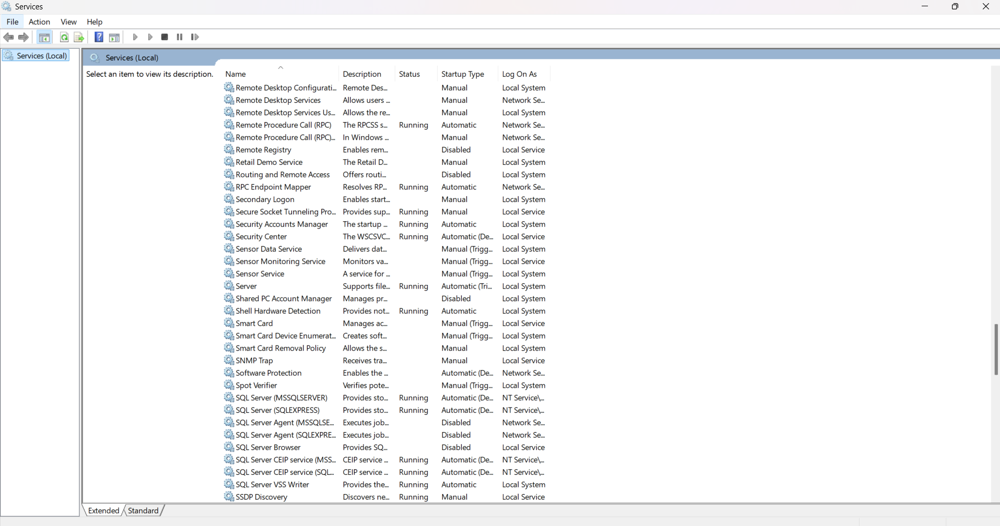 Services
File Action View Help
Services (Local)
Services (Local)
Select an item to view its description.
Name Description Status Startup Type Log On As
Remote Desktop Configurati... Remote Des... Manual Local System
Remote Desktop Services Allows users ... Manual Network Se...
Remote Desktop Services Us... Allows the re... Manual Local System
Remote Procedure Call (RPC) The RPCSS s... Running Automatic Network Se...
Remote Procedure Call (RPC)... In Windows ... Manual Network Se...
Remote Registry Enables rem... Disabled Local Service
Retail Demo Service The Retail D... Manual Local System
Routing and Remote Access Offers routi... Disabled Local System
RPC Endpoint Mapper Resolves RP... Running Automatic Network Se...
Secondary Logon Enables start... Manual Local System
Secure Socket Tunneling Pro... Provides sup... Running Manual Local Service
Security Accounts Manager The startup ... Running Automatic Local System
Security Center The WSCSVC... Running Automatic (De... Local Service
Sensor Data Service Delivers dat... Manual (Trigg... Local System
Sensor Monitoring Service Monitors va... Manual (Trigg... Local Service
Sensor Service A service for ... Manual (Trigg... Local System
Server Supports file... Running Automatic (Tri... Local System
Shared PC Account Manager Manages pr... Disabled Local System
Shell Hardware Detection Provides not... Running Automatic Local System
Smart Card Manages ac... Manual (Trigg... Local Service
Smart Card Device Enumerat... Creates soft... Manual (Trigg... Local System
Smart Card Removal Policy Allows the s... Manual Local System
SNMP Trap Receives tra... Manual Local Service
Software Protection Enables the ... Automatic (De... Network Se...
Spot Verifier Verifies pote... Manual (Trigg... Local System
SQL Server (MSSQLSERVER) Provides sto... Running Automatic (De... NT Service\...
SQL Server (SQLEXPRESS) Provides sto... Running Automatic (De... NT Service\...
SQL Server Agent (MSSQLSE... Executes job... Disabled Network Se...
SQL Server Agent (SQLEXPRE... Executes job... Disabled Network Se...
SQL Server Browser Provides SQ... Disabled Local Service
SQL Server CEIP service (MSS... CEIP service ... Running Automatic (De... NT Service\...
SQL Server CEIP service (SQL... CEIP service ... Running Automatic (De... NT Service\...
SQL Server VSS Writer Provides the... Running Automatic Local System
SSDP Discovery Discovers ne... Running Manual Local Service
Extended Standard